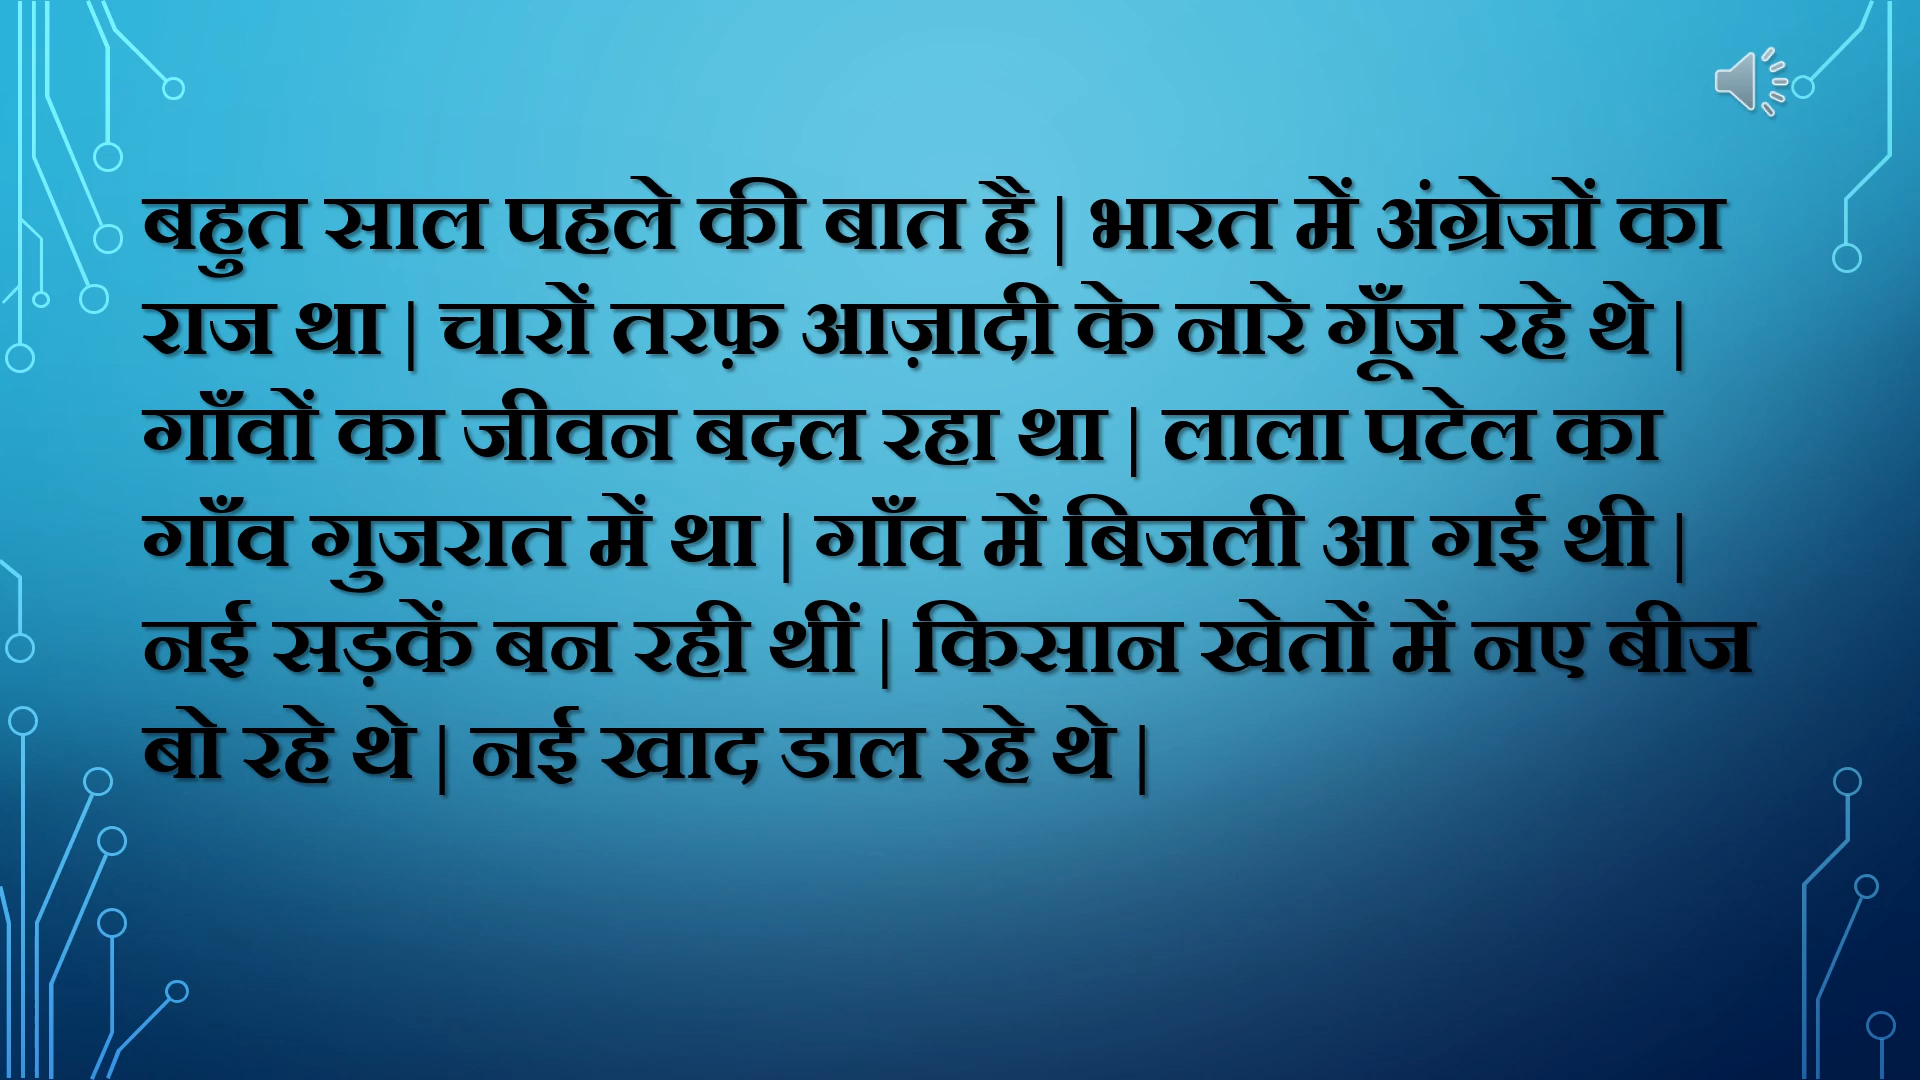 बहुत साल पहले की बात है | भारत में अंग्रेजों का
राज था | चारों तरफ़ आज़ादी के नारे गूँज रहे थे |
गाँवों का जीवन बदल रहा था | लाला पटेल का
गाँव गुजरात में था | गाँव में बिजली आ गई थी |
नई सड़कें बन रही थीं | किसान खेतों में नए बीज
बो रहे थे | नई खाद डाल रहे थे |